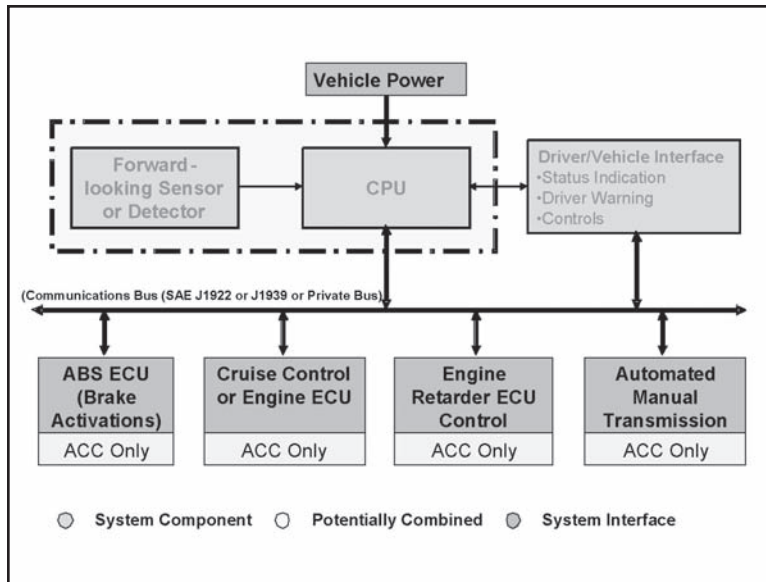 Vehicle Power
Forward-
looking Sensor
or Detector
CPU
Driver/Vehicle Interface
•Status Indication
•Driver Warning
•Controls
(Communications Bus (SAE J1922 or J1939 or Private Bus)
ABS ECU
(Brake
Activations)
ACC Only
Cruise Control
or Engine ECU
ACC Only
Engine
Retarder ECU
Control
ACC Only
Automated
Manual
Transmission
ACC Only
System Component
Potentially Combined
System Interface